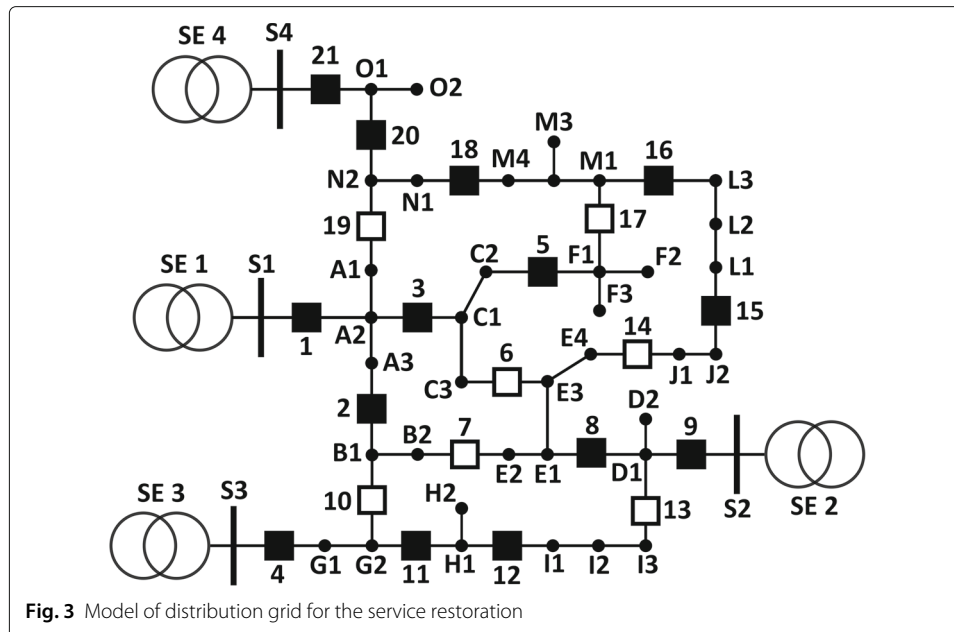 SE 4 S4 21 O1 O2
20
M3
18 M4 M1 16
N2 N1 L3
19 17 L2
C2 5 F1 F2
SE 1 S1 A1 3 L1
F3
1 A2 C1 14 15
E4
A3 6
C3 E3 J1 J2
2 D2
B1 B2 7 8 9
E2 E1 D1 S2 SE 2
SE 3 S3 10 H2 13
4 G1 G2 11 H1 12 I1 I2 I3
Fig. 3 Model of distribution grid for the service restoration